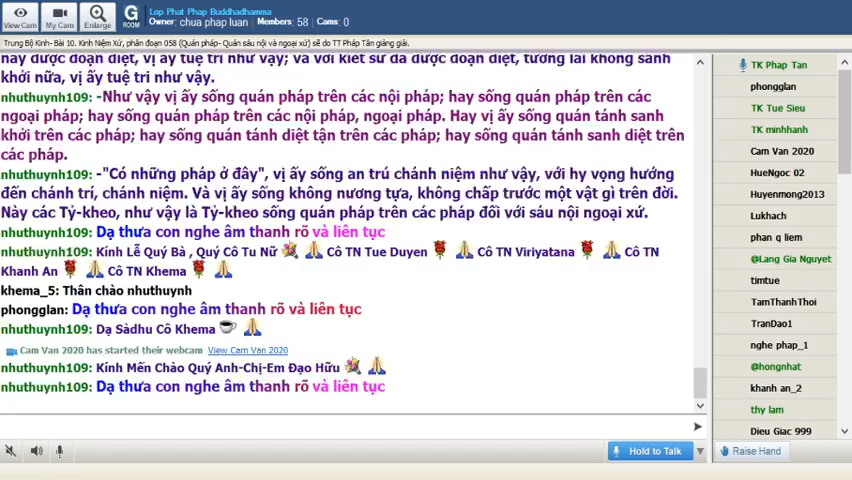 Lop Phat Phap Buddhadhamma
Owner: chua phap luan   Members: 58   Cams: 0
View Cam   My Cam   Enlarge   G ROOM
Trung Bộ Kinh- Bài 10. Kinh Niệm Xứ, phân đoạn 058 (Quán pháp- Quán sáu nội và ngoại xứ) sẽ do TT Pháp Tân giảng giải.
này được đoạn diệt, vị ấy tuệ tri như vậy; và với kiết sử đã được đoạn diệt, tương lai không sanh
khởi nữa, vị ấy tuệ tri như vậy.
nhuthuynh109: -Như vậy vị ấy sống quán pháp trên các nội pháp; hay sống quán pháp trên các
ngoại pháp; hay sống quán pháp trên các nội pháp, ngoại pháp. Hay vị ấy sống quán tánh sanh
khởi trên các pháp; hay sống quán tánh diệt tận trên các pháp; hay sống quán tánh sanh diệt trên
các pháp.
nhuthuynh109: -"Có những pháp ở đây", vị ấy sống an trú chánh niệm như vậy, với hy vọng hướng
đến chánh trí, chánh niệm. Và vị ấy sống không nương tựa, không chấp trước một vật gì trên đời.
Này các Tỷ-kheo, như vậy là Tỷ-kheo sống quán pháp trên các pháp đối với sáu nội ngoại xứ.
nhuthuynh109: Dạ thưa con nghe âm thanh rõ và liên tục
nhuthuynh109: Kính Lễ Quý Bà , Quý Cô Tu Nữ Cô TN Tue Duyen Cô TN Viriyatana Cô TN
Khanh An Cô TN Khema
khema_5: Thân chào nhuthuynh
phongglan: Dạ thưa con nghe âm thanh rõ và liên tục
nhuthuynh109: Dạ Sàdhu Cô Khema
Cam Van 2020 has started their webcam View Cam Van 2020
nhuthuynh109: Kính Mến Chào Quý Anh-Chị-Em Đạo Hữu
nhuthuynh109: Dạ thưa con nghe âm thanh rõ và liên tục
TK Phap Tan
phongglan
TK Tue Sieu
TK minhhanh
Cam Van 2020
HueNgoc 02
Huyenmong2013
Lukhach
phan q liem
@Lang Gia Nguyet
timtue
TamThanhThoi
TranDao1
nghe phap_1
@hongnhat
khanh an_2
thy lam
Dieu Giac 999
Hold to Talk
Raise Hand